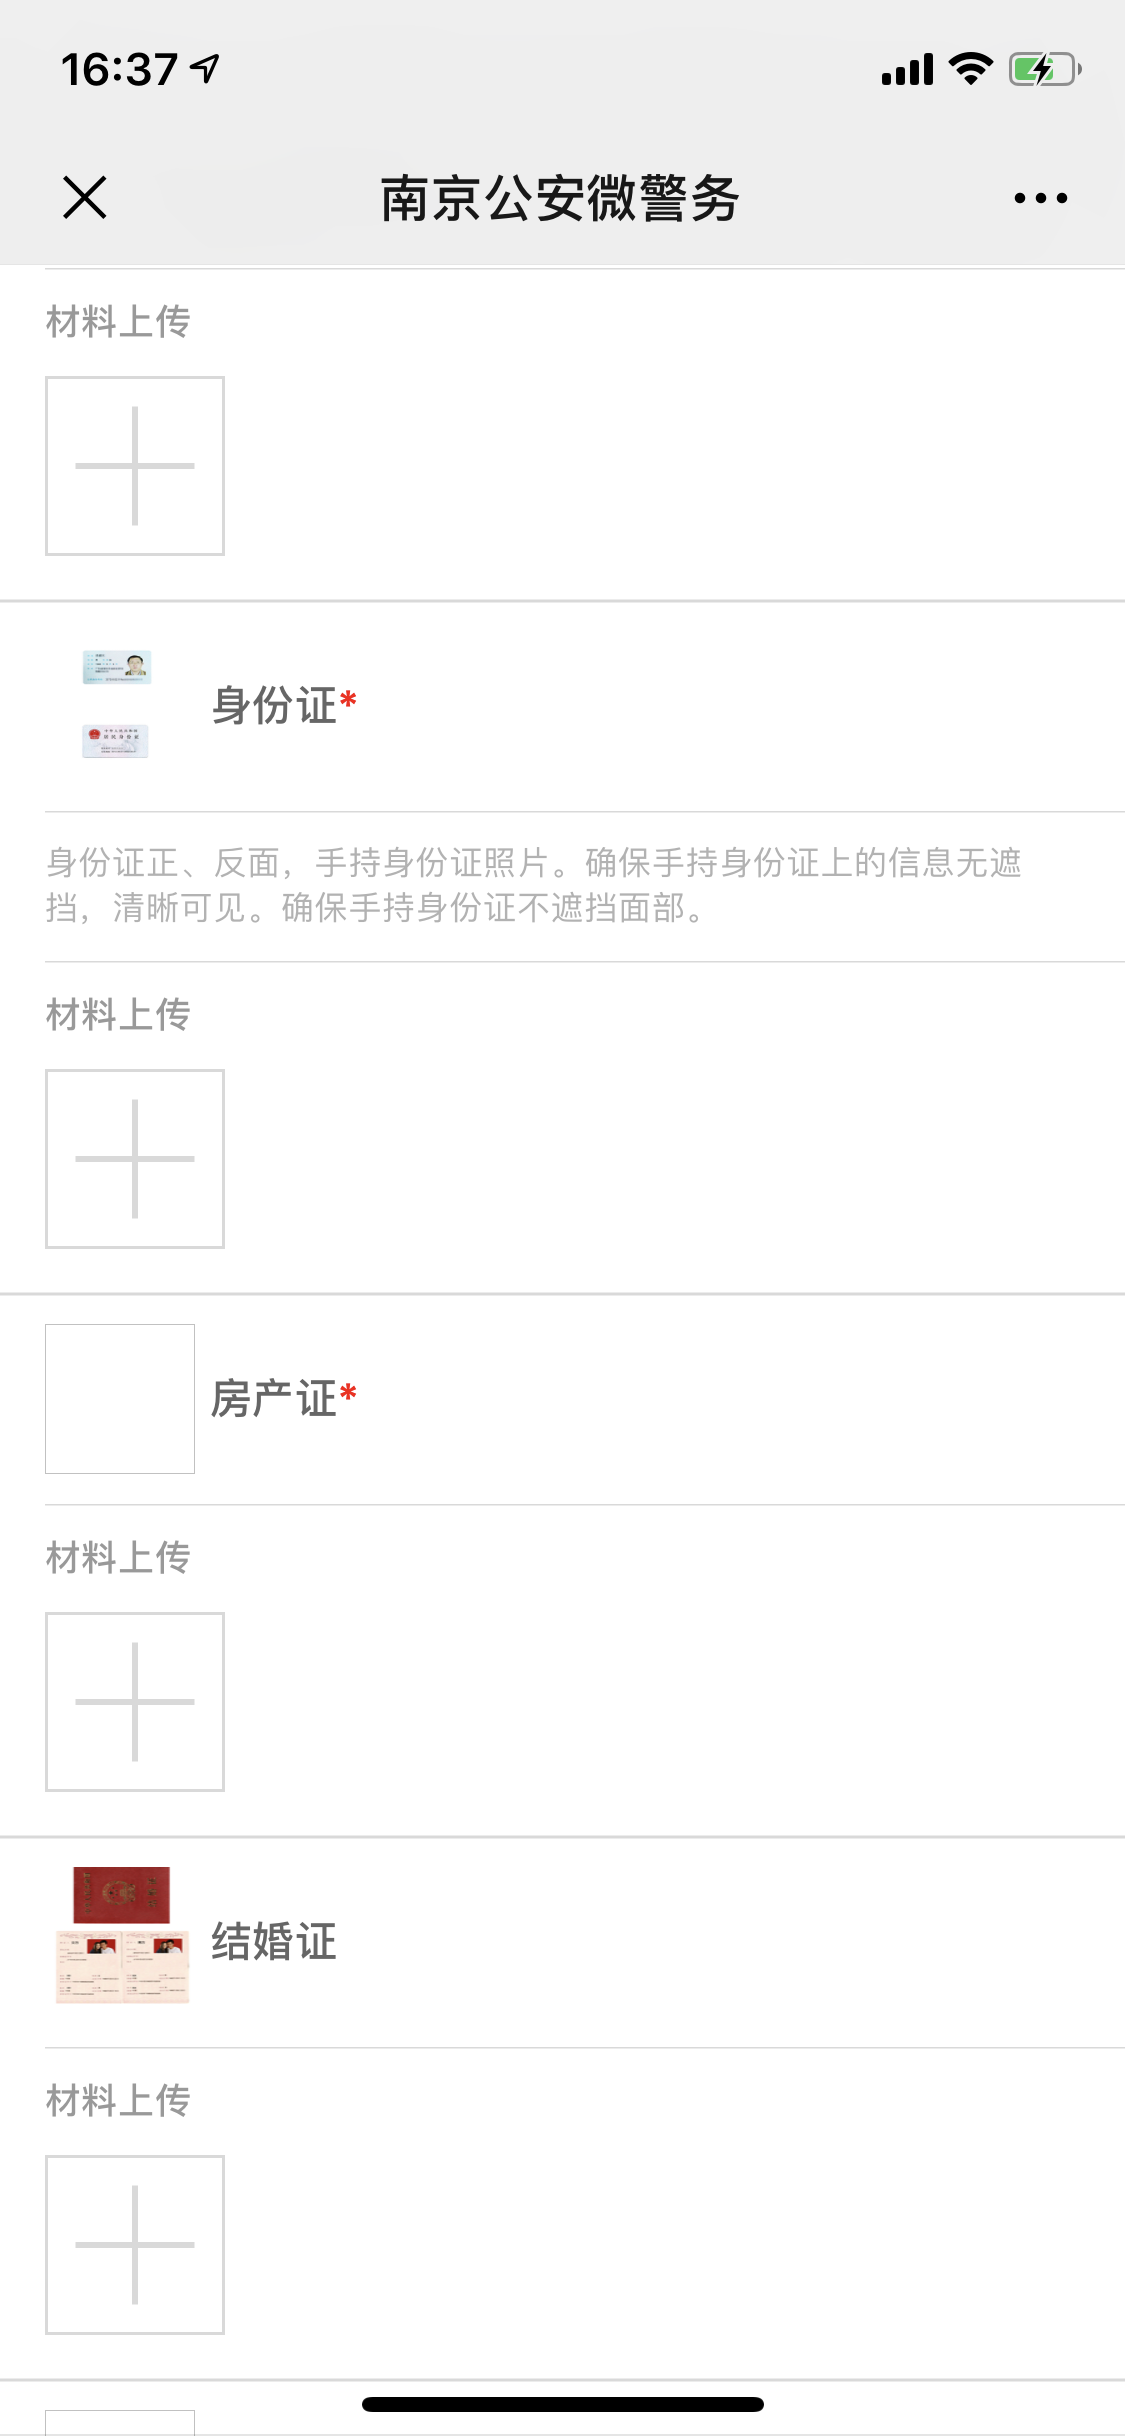 16:37
南京公安微警务
材料上传
身份证*
身份证正、反面，手持身份证照片。确保手持身份证上的信息无遮
挡，清晰可见。确保手持身份证不遮挡面部。
材料上传
房产证*
材料上传
结婚证
材料上传